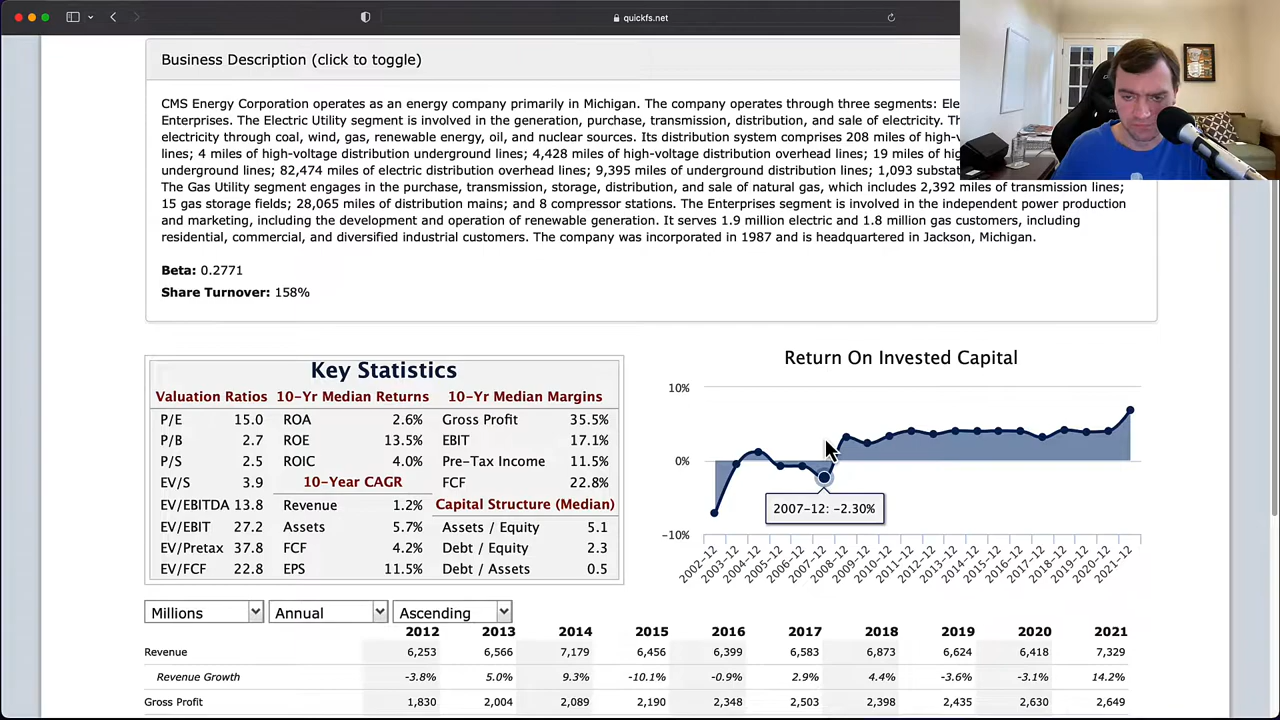 quickfs.net
Business Description (click to toggle)
CMS Energy Corporation operates as an energy company primarily in Michigan. The company operates through three segments: Ele
Enterprises. The Electric Utility segment is involved in the generation, purchase, transmission, distribution, and sale of electricity. Th
electricity through coal, wind, gas, renewable energy, oil, and nuclear sources. Its distribution system comprises 208 miles of high-v
lines; 4 miles of high-voltage distribution underground lines; 4,428 miles of high-voltage distribution overhead lines; 19 miles of hig
underground lines; 82,474 miles of electric distribution overhead lines; 9,395 miles of underground distribution lines; 1,093 substat
The Gas Utility segment engages in the purchase, transmission, storage, distribution, and sale of natural gas, which includes 2,392 miles of transmission lines;
15 gas storage fields; 28,065 miles of distribution mains; and 8 compressor stations. The Enterprises segment is involved in the independent power production
and marketing, including the development and operation of renewable generation. It serves 1.9 million electric and 1.8 million gas customers, including
residential, commercial, and diversified industrial customers. The company was incorporated in 1987 and is headquartered in Jackson, Michigan.
Beta: 0.2771
Share Turnover: 158%
Key Statistics
Valuation Ratios 10-Yr Median Returns 10-Yr Median Margins
P/E 15.0 ROA 2.6% Gross Profit 35.5%
P/B 2.7 ROE 13.5% EBIT 17.1%
P/S 2.5 ROIC 4.0% Pre-Tax Income 11.5%
EV/S 3.9 10-Year CAGR FCF 22.8%
EV/EBITDA 13.8 Revenue 1.2% Capital Structure (Median)
EV/EBIT 27.2 Assets 5.7% Assets / Equity 5.1
EV/Pretax 37.8 FCF 4.2% Debt / Equity 2.3
EV/FCF 22.8 EPS 11.5% Debt / Assets 0.5
Return On Invested Capital
10%
0%
-10%
2007-12: -2.30%
2002-12 2003-12 2004-12 2005-12 2006-12 2007-12 2008-12 2009-12 2010-12 2011-12 2012-12 2013-12 2014-12 2015-12 2016-12 2017-12 2018-12 2019-12 2020-12 2021-12
Millions Annual Ascending
2012 2013 2014 2015 2016 2017 2018 2019 2020 2021
Revenue 6,253 6,566 7,179 6,456 6,399 6,583 6,873 6,624 6,418 7,329
Revenue Growth -3.8% 5.0% 9.3% -10.1% -0.9% 2.9% 4.4% -3.6% -3.1% 14.2%
Gross Profit 1,830 2,004 2,089 2,190 2,348 2,503 2,398 2,435 2,630 2,649